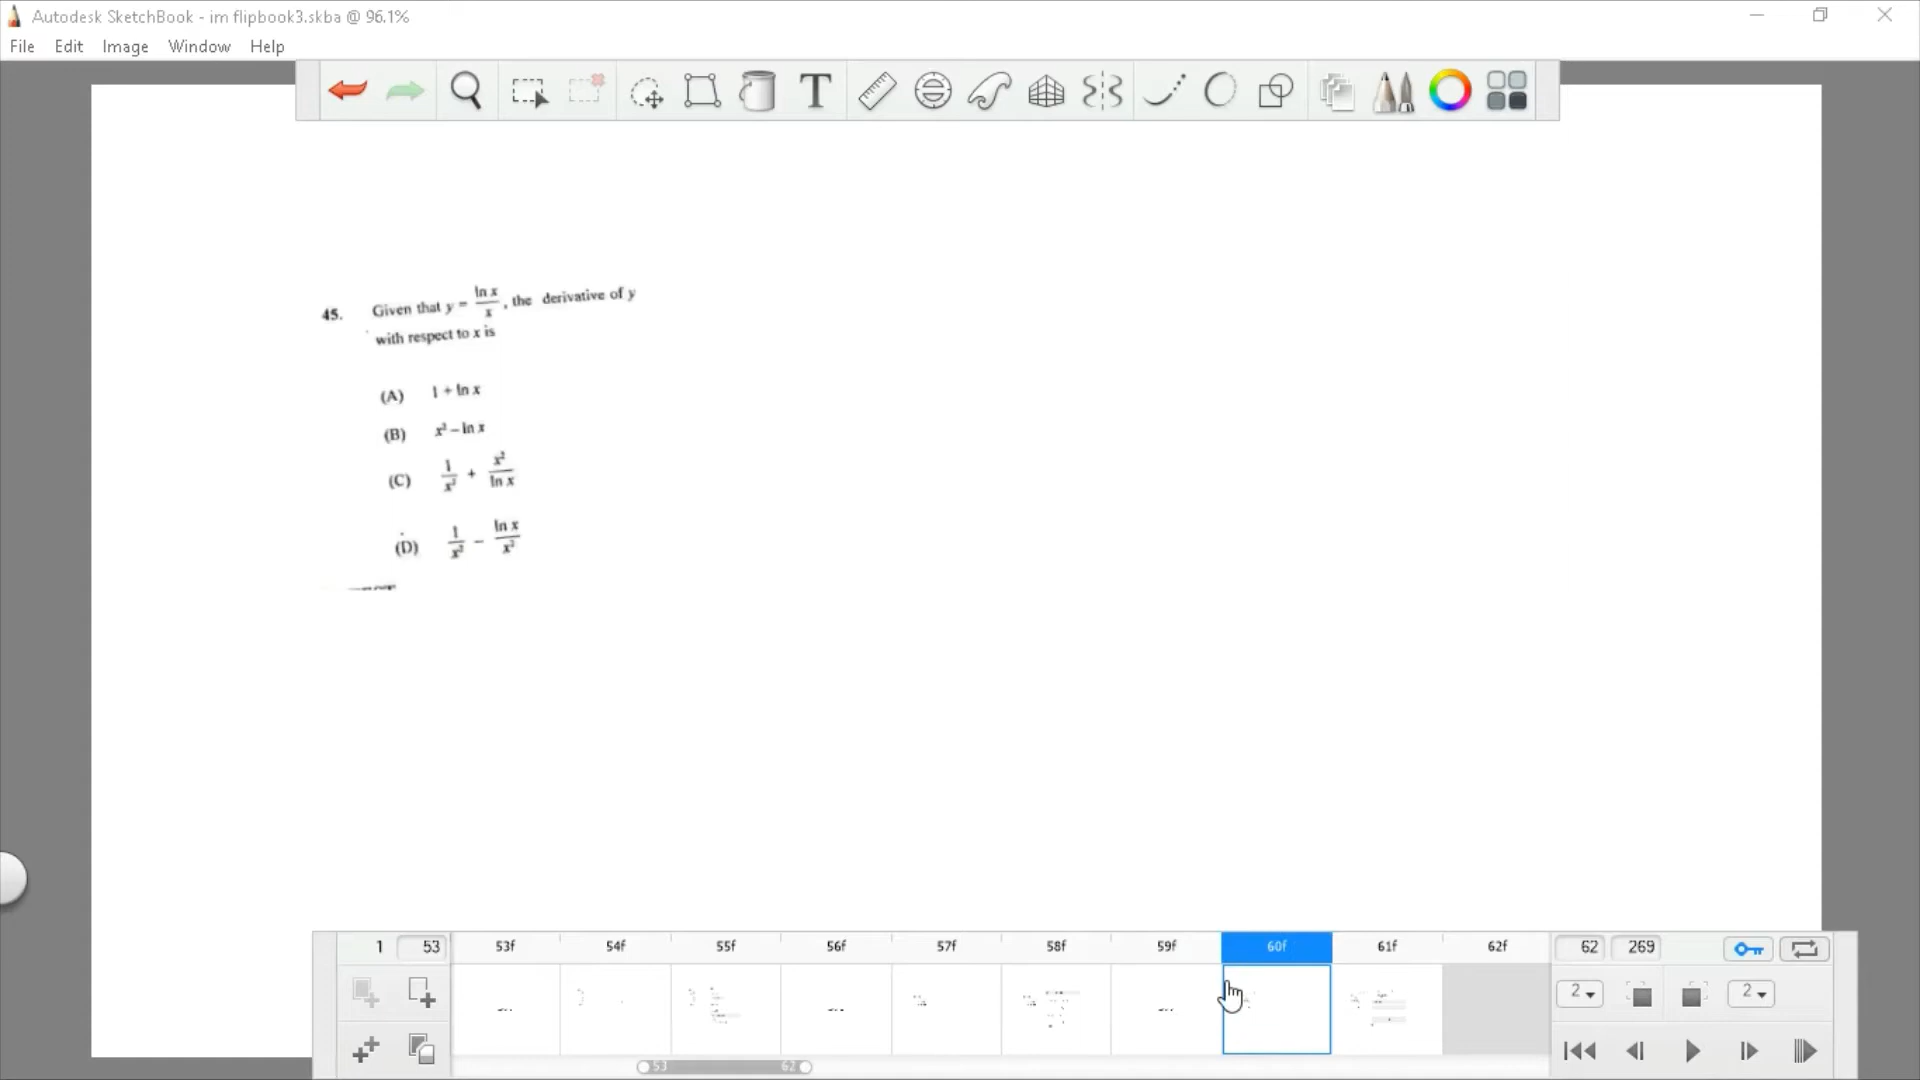 Autodesk SketchBook - im flipbook3.skba @ 96.1%
File Edit Image Window Help
T
45. Given that y = ln x / x , the derivative of y
with respect to x is
(A) 1 + ln x
(B) x² – ln x
(C) 1/x² + x²/ln x
(D) 1/x² – ln x/x²
1 53 53f 54f 55f 56f 57f 58f 59f 60f 61f 62f 62 269
2 2
53 62